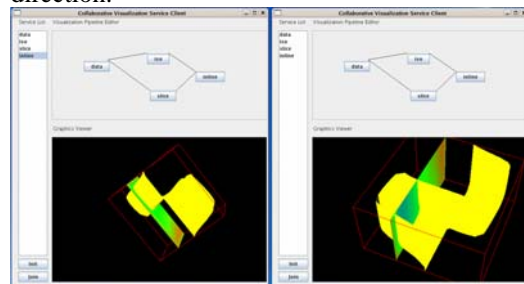 direction.
Collaborative Visualization Service Client
Service List Visualization Pipeline Editor
data
iso
slice
inline
data
iso
slice
inline
Graphics Viewer
Init
Join
Collaborative Visualization Service Client
Service List Visualization Pipeline Editor
data
iso
slice
inline
data
iso
slice
inline
Graphics Viewer
Init
Join